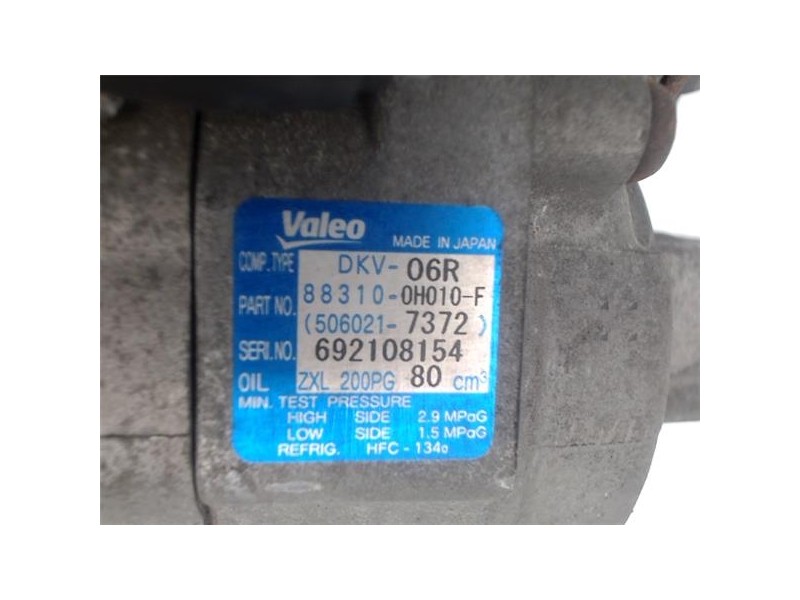 Valeo
MADE IN JAPAN
COMP. TYPE DKV-06R
PART NO. 88310-0H010-F
(506021-7372)
SERI.NO. 692108154
OIL ZXL 200PG 80 cm³
MIN. TEST PRESSURE
HIGH SIDE 2.9 MPaG
LOW SIDE 1.5 MPaG
REFRIG. HFC-134a